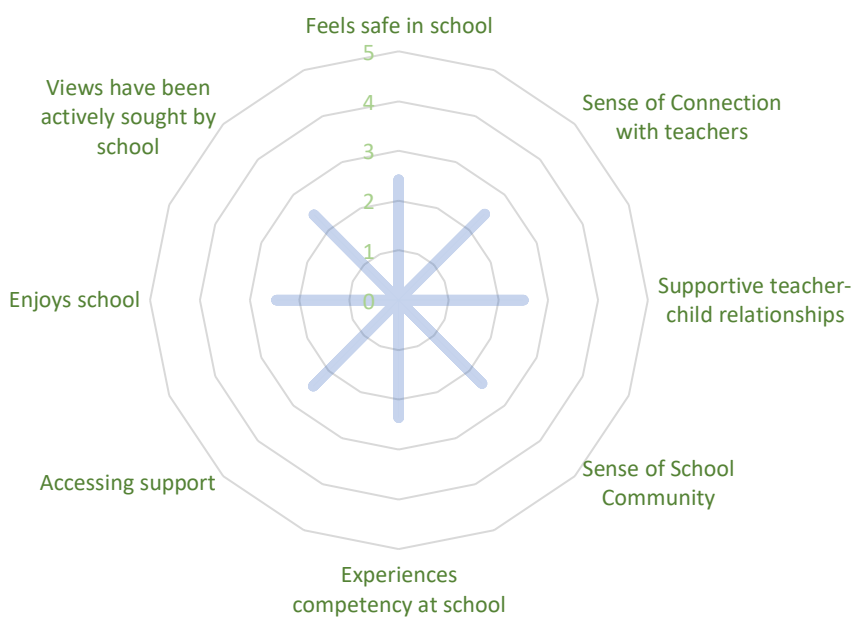 Feels safe in school
5
4
3
2
1
0
Sense of Connection
with teachers
Supportive teacher-
child relationships
Sense of School
Community
Experiences
competency at school
Accessing support
Enjoys school
Views have been
actively sought by
school